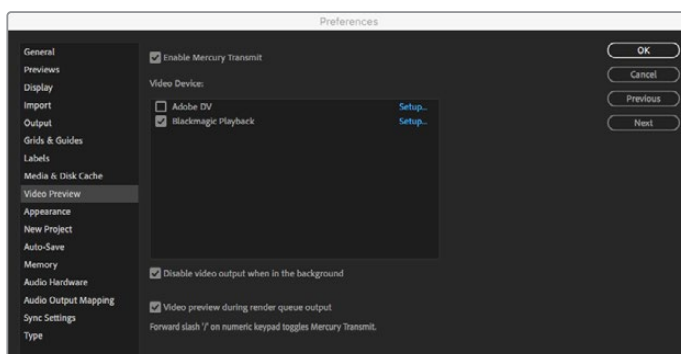 Preferences
General
Previews
Display
Import
Output
Grids & Guides
Labels
Media & Disk Cache
Video Preview
Appearance
New Project
Auto-Save
Memory
Audio Hardware
Audio Output Mapping
Sync Settings
Type
Enable Mercury Transmit
Video Device:
Adobe DV Setup...
Blackmagic Playback Setup...
Disable video output when in the background
Video preview during render queue output
Forward slash '/' on numeric keypad toggles Mercury Transmit.
OK
Cancel
Previous
Next